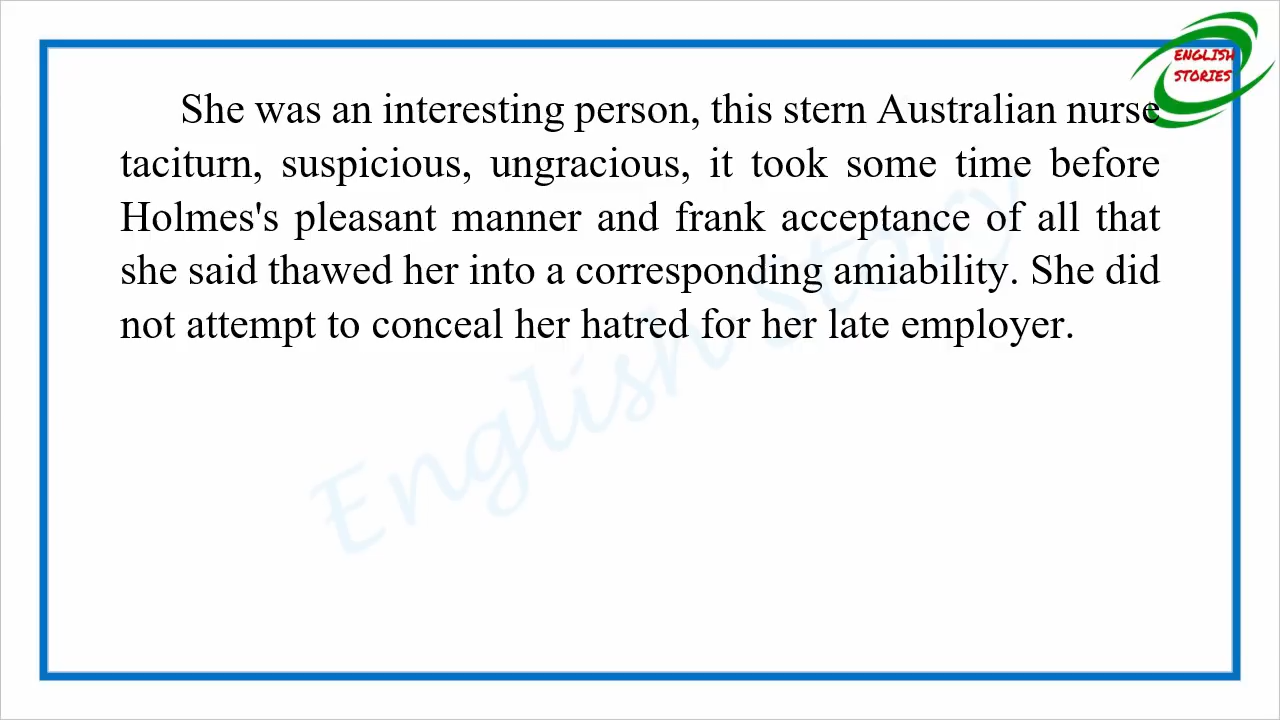 ENGLISH
STORIES
She was an interesting person, this stern Australian nurse
taciturn, suspicious, ungracious, it took some time before
Holmes's pleasant manner and frank acceptance of all that
she said thawed her into a corresponding amiability. She did
not attempt to conceal her hatred for her late employer.
English Story